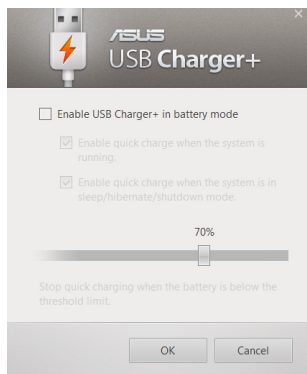 ASUS
USB Charger+
Enable USB Charger+ in battery mode
Enable quick charge when the system is
running.
Enable quick charge when the system is in
sleep/hibernate/shutdown mode.
70%
Stop quick charging when the battery is below the
threshold limit.
OK Cancel